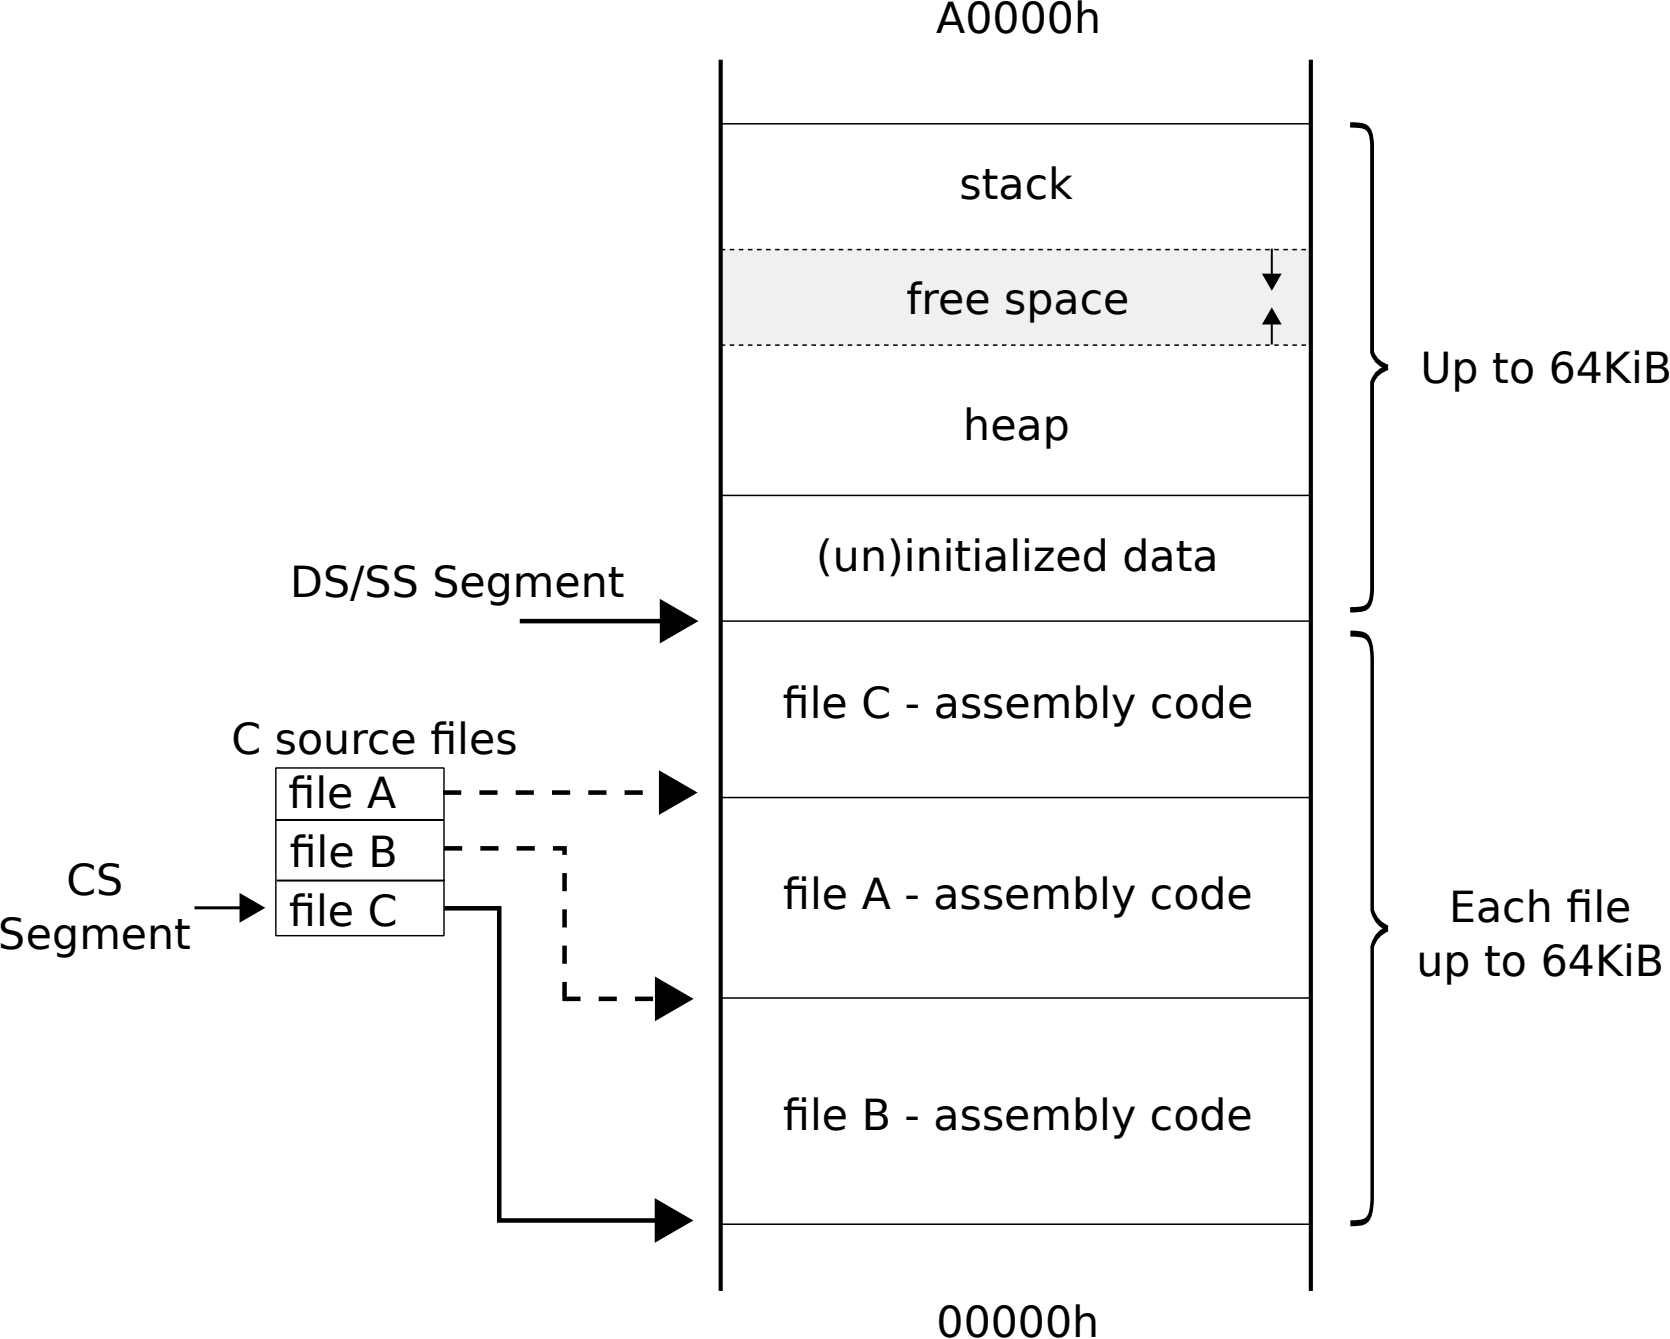 A0000h
stack
free space
heap
Up to 64KiB
(un)initialized data
DS/SS Segment
file C - assembly code
C source files
file A
file B
file C
CS
Segment
file A - assembly code
Each file
up to 64KiB
file B - assembly code
00000h